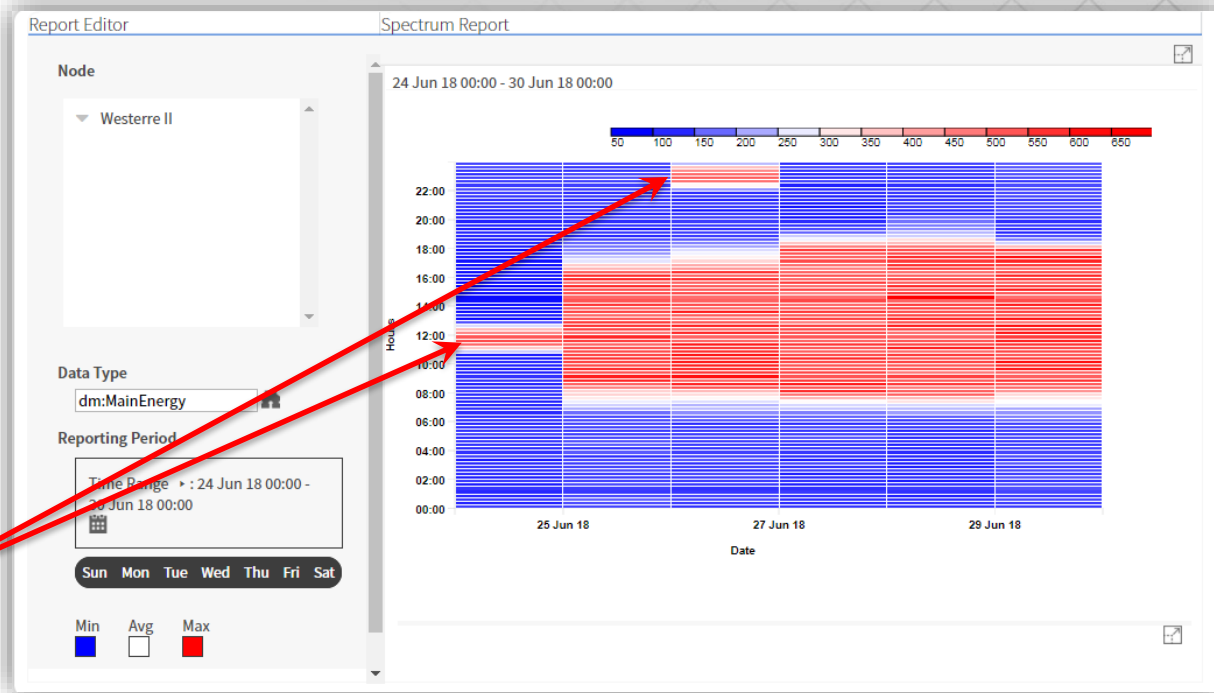 Report Editor
Spectrum Report
Node
Westerre II
Data Type
dm:MainEnergy
Reporting Period
Time Range ‣ : 24 Jun 18 00:00 -
30 Jun 18 00:00
Sun Mon Tue Wed Thu Fri Sat
Min Avg Max
24 Jun 18 00:00 - 30 Jun 18 00:00
50 100 150 200 250 300 350 400 450 500 550 600 650
22:00
20:00
18:00
16:00
14:00
12:00
10:00
08:00
06:00
04:00
02:00
00:00
Hours
25 Jun 18 27 Jun 18 29 Jun 18
Date